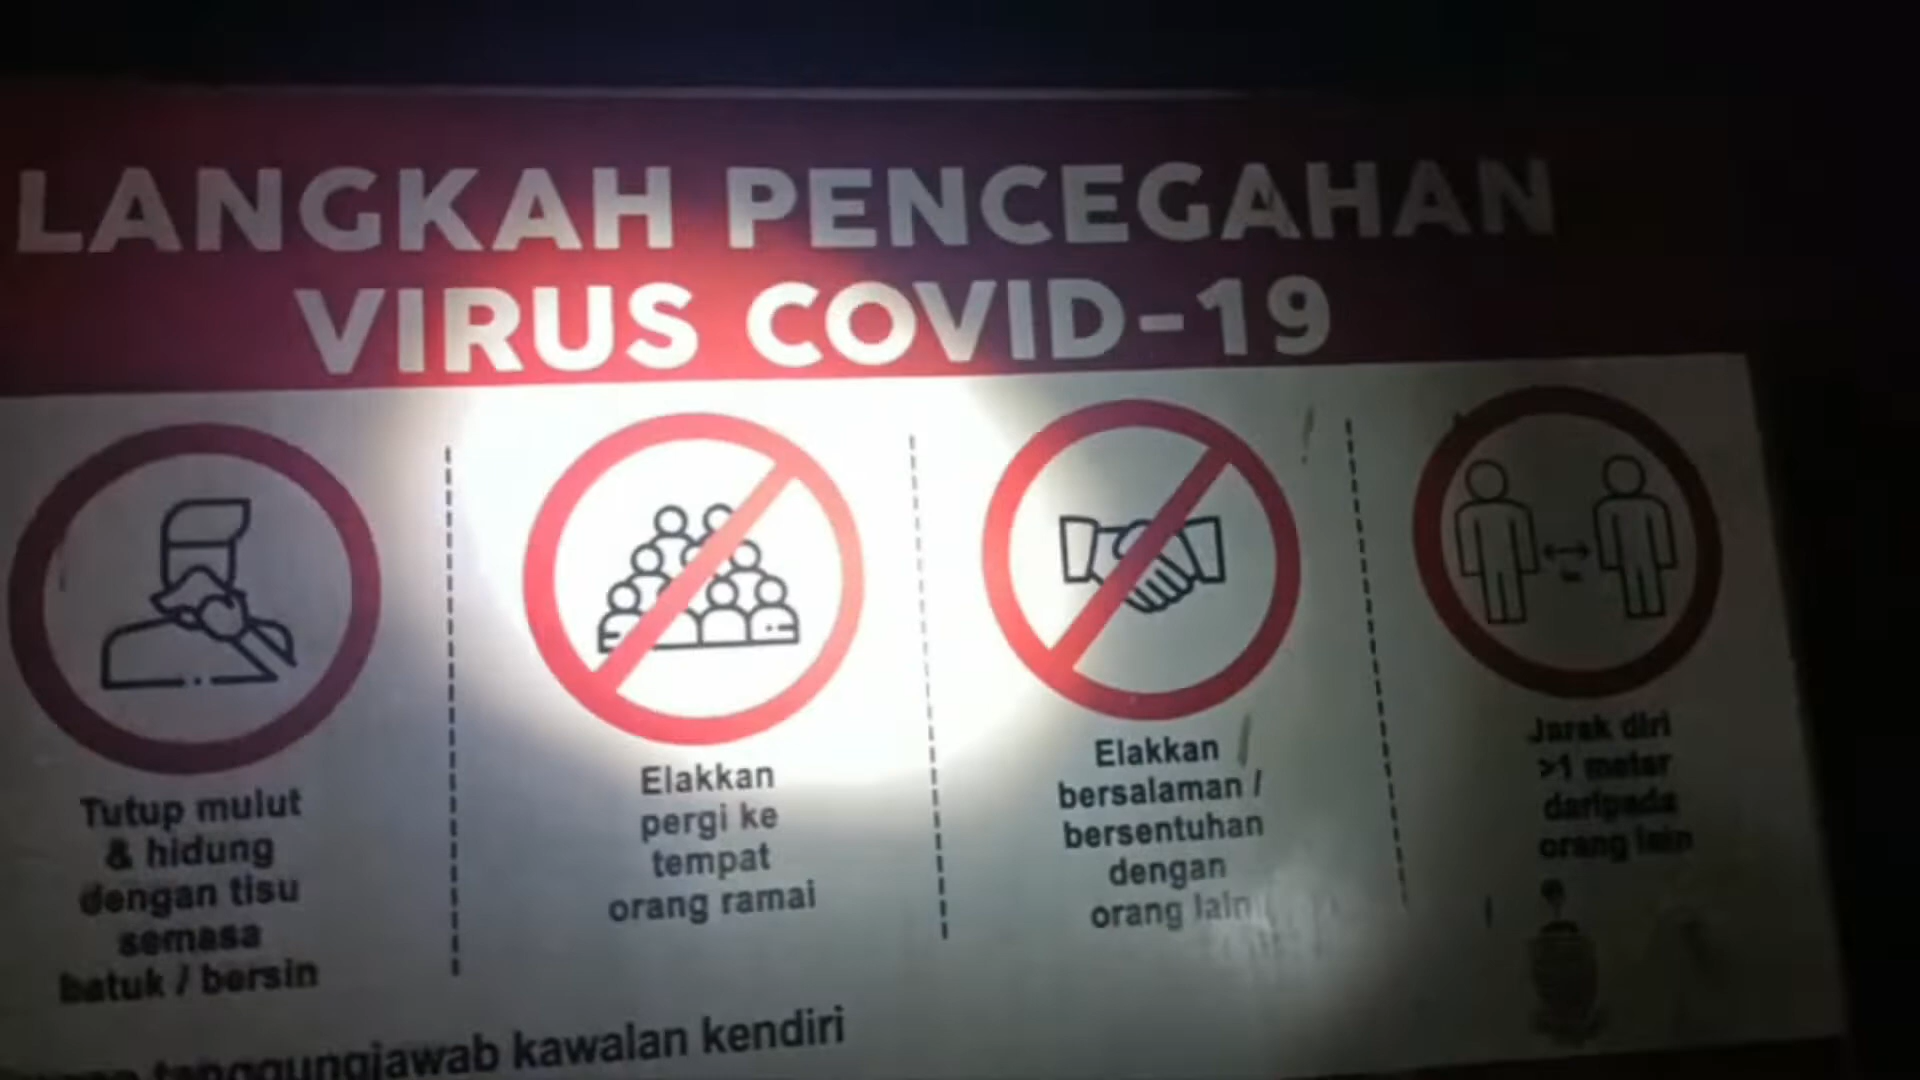 LANGKAH PENCEGAHAN
VIRUS COVID-19
Tutup mulut
& hidung
dengan tisu
semasa
batuk / bersin
Elakkan
pergi ke
tempat
orang ramai
Elakkan
bersalaman /
bersentuhan
dengan
orang lain
Jarak diri
>1 meter
daripada
orang lain
tanggungjawab kawalan kendiri